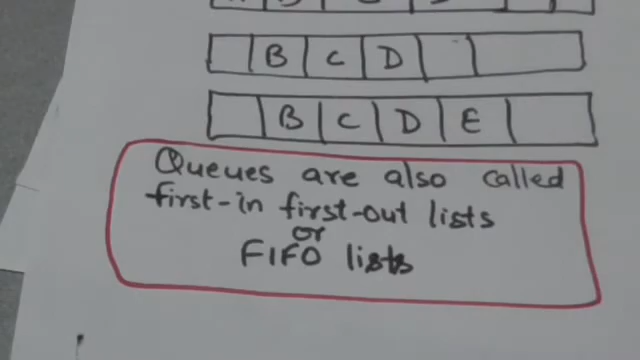 B C D
B C D E
Queues are also called
first-in first-out lists
or
FIFO lists